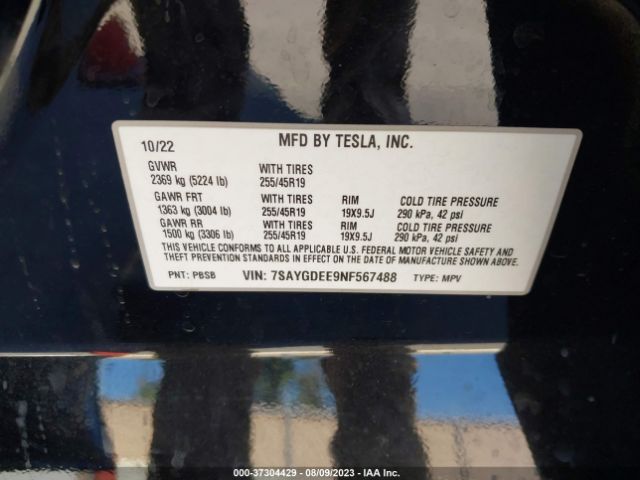 10/22 MFD BY TESLA, INC.
GVWR WITH TIRES
2369 kg (5224 lb) 255/45R19
GAWR FRT WITH TIRES RIM COLD TIRE PRESSURE
1363 kg (3004 lb) 255/45R19 19X9.5J 290 kPa, 42 psi
GAWR RR WITH TIRES RIM COLD TIRE PRESSURE
1500 kg (3306 lb) 255/45R19 19X9.5J 290 kPa, 42 psi
THIS VEHICLE CONFORMS TO ALL APPLICABLE U.S. FEDERAL MOTOR VEHICLE SAFETY AND
THEFT PREVENTION STANDARDS IN EFFECT ON THE DATE OF MANUFACTURE SHOWN ABOVE.
PNT: PBSB VIN: 7SAYGDEE9NF567488 TYPE: MPV
000-37304429 - 08/09/2023 - IAA Inc.